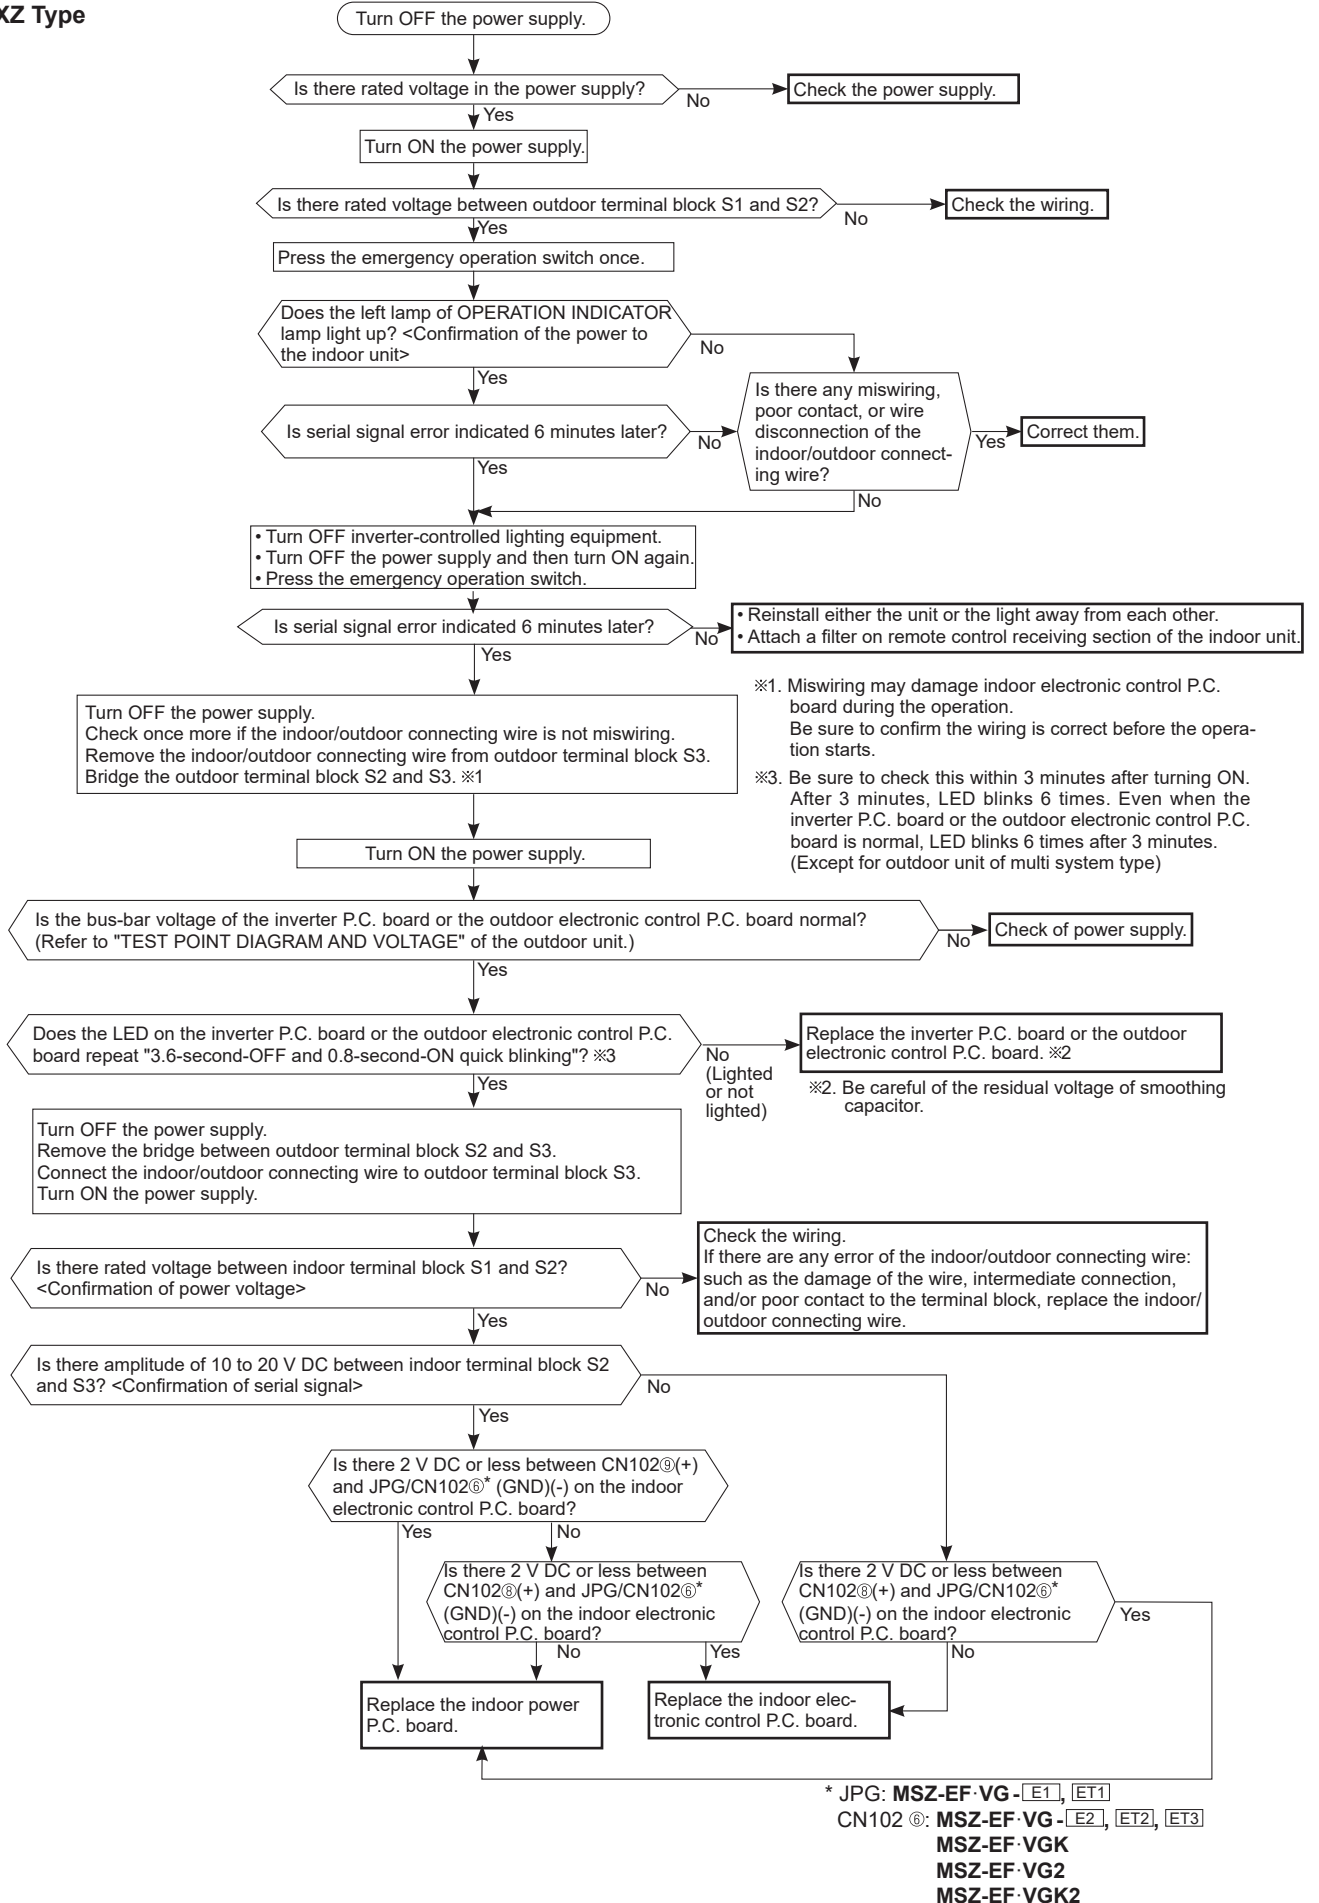 XZ Type
Turn OFF the power supply.
Is there rated voltage in the power supply?
No
Check the power supply.
Yes
Turn ON the power supply.
Is there rated voltage between outdoor terminal block S1 and S2?
No
Check the wiring.
Yes
Press the emergency operation switch once.
Does the left lamp of OPERATION INDICATOR
lamp light up? <Confirmation of the power to
the indoor unit>
No
Yes
Is there any miswiring,
poor contact, or wire
disconnection of the
indoor/outdoor connect-
ing wire?
Is serial signal error indicated 6 minutes later?
No
Yes
Correct them.
Yes
No
• Turn OFF inverter-controlled lighting equipment.
• Turn OFF the power supply and then turn ON again.
• Press the emergency operation switch.
Is serial signal error indicated 6 minutes later?
No
• Reinstall either the unit or the light away from each other.
• Attach a filter on remote control receiving section of the indoor unit.
Yes
Turn OFF the power supply.
Check once more if the indoor/outdoor connecting wire is not miswiring.
Remove the indoor/outdoor connecting wire from outdoor terminal block S3.
Bridge the outdoor terminal block S2 and S3. ※1
※1. Miswiring may damage indoor electronic control P.C.
board during the operation.
Be sure to confirm the wiring is correct before the opera-
tion starts.
※3. Be sure to check this within 3 minutes after turning ON.
After 3 minutes, LED blinks 6 times. Even when the
inverter P.C. board or the outdoor electronic control P.C.
board is normal, LED blinks 6 times after 3 minutes.
(Except for outdoor unit of multi system type)
Turn ON the power supply.
Is the bus-bar voltage of the inverter P.C. board or the outdoor electronic control P.C. board normal?
(Refer to "TEST POINT DIAGRAM AND VOLTAGE" of the outdoor unit.)
No
Check of power supply.
Yes
Does the LED on the inverter P.C. board or the outdoor electronic control P.C.
board repeat "3.6-second-OFF and 0.8-second-ON quick blinking"? ※3
No
(Lighted
or not
lighted)
Replace the inverter P.C. board or the outdoor
electronic control P.C. board. ※2
※2. Be careful of the residual voltage of smoothing
capacitor.
Yes
Turn OFF the power supply.
Remove the bridge between outdoor terminal block S2 and S3.
Connect the indoor/outdoor connecting wire to outdoor terminal block S3.
Turn ON the power supply.
Is there rated voltage between indoor terminal block S1 and S2?
<Confirmation of power voltage>
No
Check the wiring.
If there are any error of the indoor/outdoor connecting wire:
such as the damage of the wire, intermediate connection,
and/or poor contact to the terminal block, replace the indoor/
outdoor connecting wire.
Yes
Is there amplitude of 10 to 20 V DC between indoor terminal block S2
and S3? <Confirmation of serial signal>
No
Yes
Is there 2 V DC or less between CN102⑨(+)
and JPG/CN102⑥* (GND)(-) on the indoor
electronic control P.C. board?
Yes
No
Is there 2 V DC or less between
CN102⑧(+) and JPG/CN102⑥*
(GND)(-) on the indoor electronic
control P.C. board?
No
Yes
Is there 2 V DC or less between
CN102⑧(+) and JPG/CN102⑥*
(GND)(-) on the indoor electronic
control P.C. board?
Yes
No
Replace the indoor power
P.C. board.
Replace the indoor elec-
tronic control P.C. board.
* JPG: MSZ-EF·VG - E1, ET1
CN102 ⑥: MSZ-EF·VG - E2, ET2, ET3
MSZ-EF·VGK
MSZ-EF·VG2
MSZ-EF·VGK2